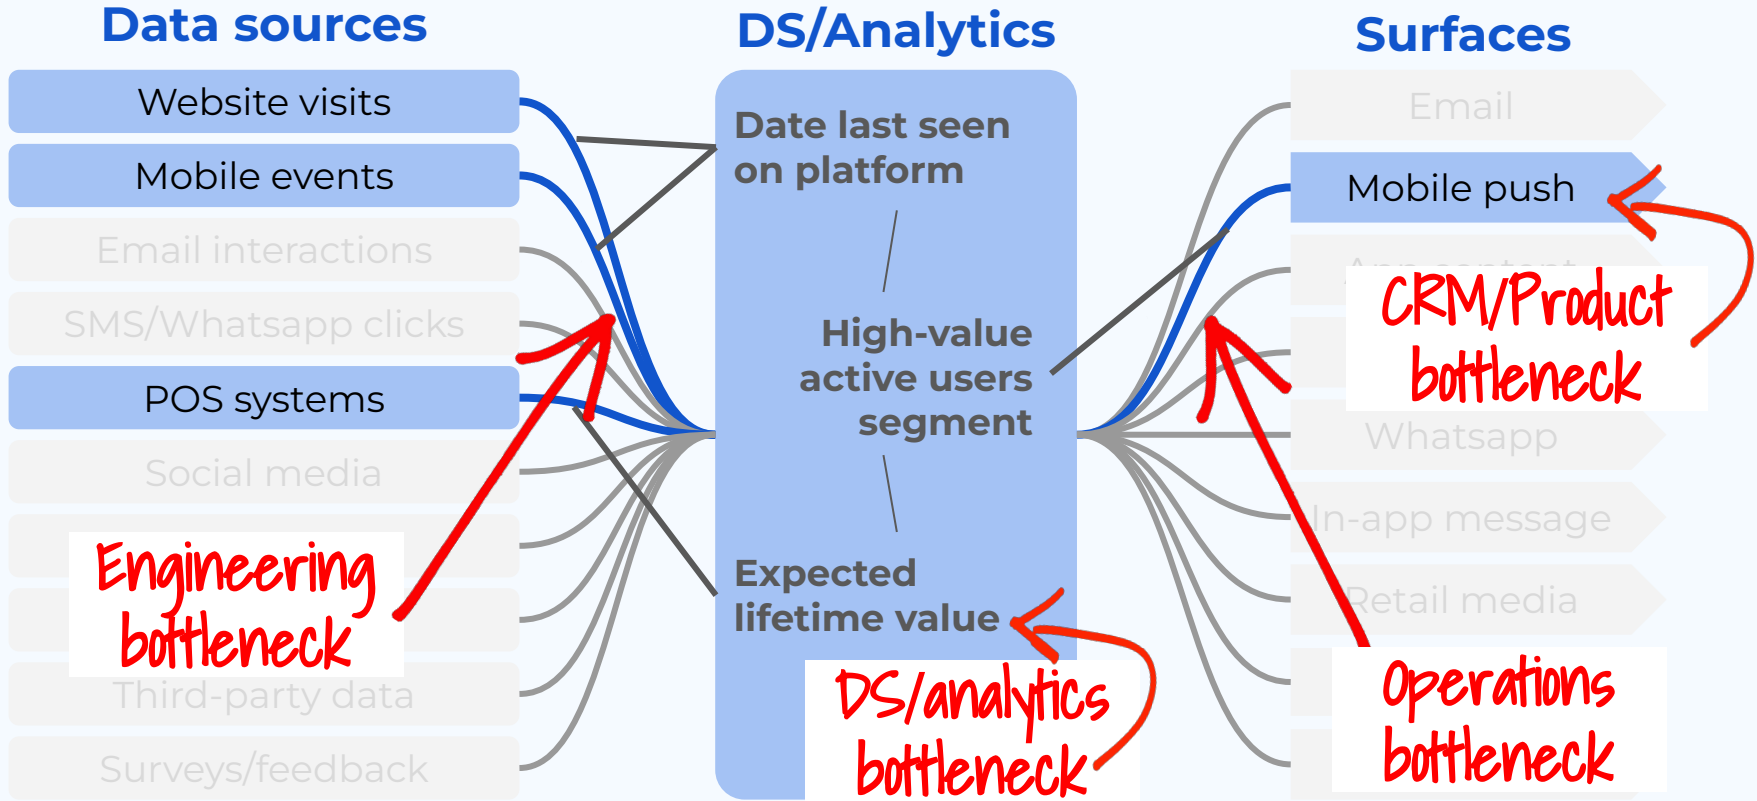 Data sources
DS/Analytics
Surfaces
Website visits
Mobile events
Email interactions
SMS/Whatsapp clicks
POS systems
Social media
Engineering
bottleneck
Third-party data
Surveys/feedback
Date last seen
on platform
High-value
active users
segment
Expected
lifetime value
DS/analytics
bottleneck
Email
Mobile push
App content
CRM/Product
bottleneck
Whatsapp
In-app message
Retail media
Operations
bottleneck